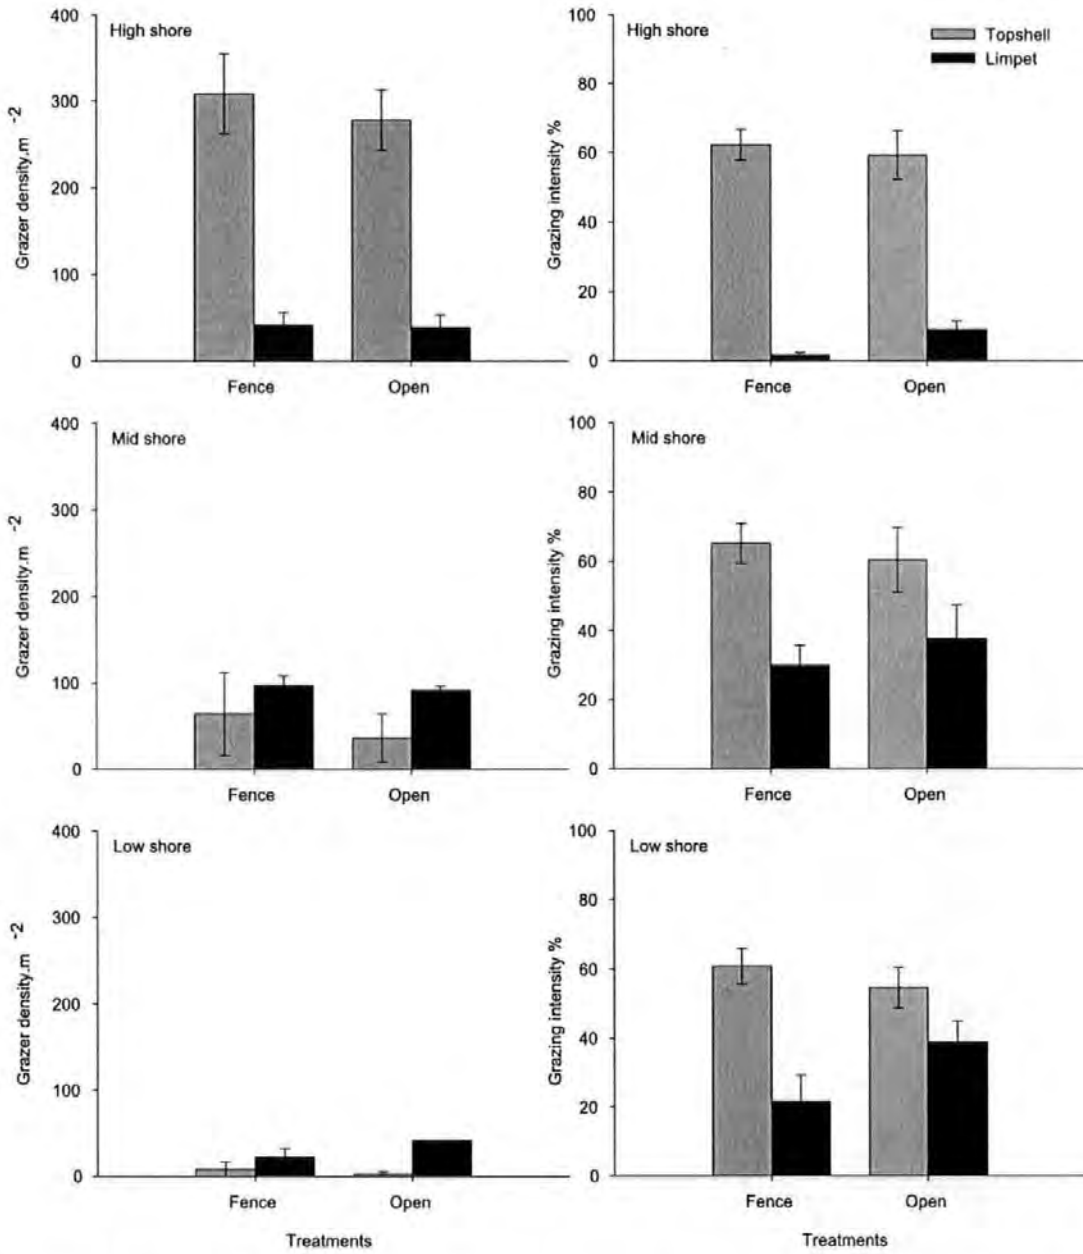 High shore
400
300
200
100
0
Grazer density.m -2
Fence
Open
High shore
Topshell
Limpet
100
80
60
40
20
0
Grazing intensity %
Fence
Open
Mid shore
400
300
200
100
0
Grazer density.m -2
Fence
Open
Mid shore
100
80
60
40
20
0
Grazing intensity %
Fence
Open
Low shore
400
300
200
100
0
Grazer density.m -2
Fence
Open
Treatments
Low shore
100
80
60
40
20
0
Grazing intensity %
Fence
Open
Treatments